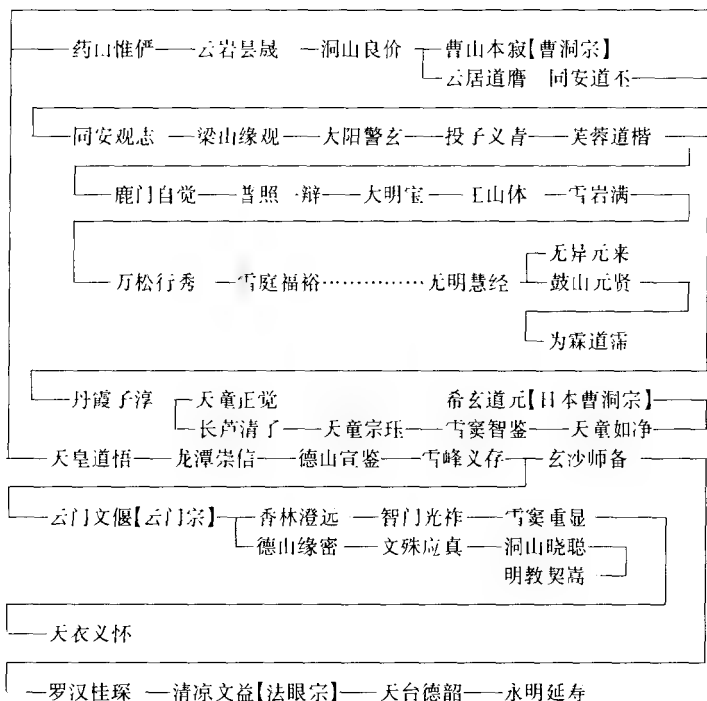 药山惟俨 云岩昙晟 洞山良价 曹山本寂【曹洞宗】
云居道膺 同安道丕
同安观志 梁山缘观 大阳警玄 投子义青 芙蓉道楷
鹿门自觉 普照一辩 大明宝 王山体 雪岩满
无异元来
万松行秀 雪庭福裕…………… 无明慧经 鼓山元贤
为霖道霈
丹霞子淳 天童正觉 希玄道元【日本曹洞宗】
长芦清了 天童宗珏 雪窦智鉴 天童如净
天皇道悟 龙潭崇信 德山宣鉴 雪峰义存 玄沙师备
云门文偃【云门宗】 香林澄远 智门光祚 雪窦重显
德山缘密 文殊应真 洞山晓聪
明教契嵩
天衣义怀
罗汉桂琛 清凉文益【法眼宗】 天台德韶 永明延寿